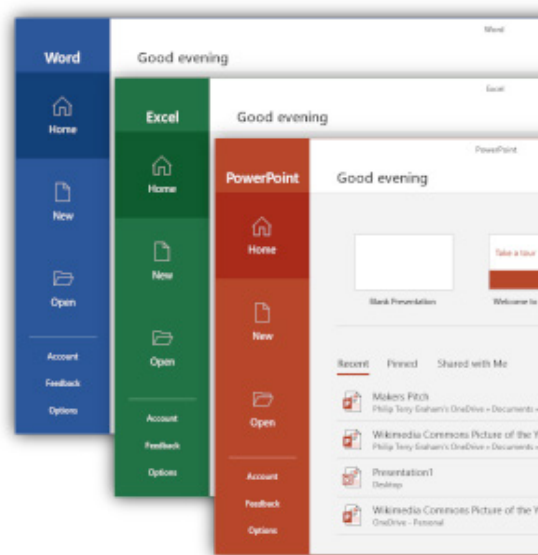 Word
Word
Good evening
Home
New
Open
Account
Feedback
Options
Excel
Excel
Good evening
Home
New
Open
Account
Feedback
Options
PowerPoint
PowerPoint
Good evening
Home
New
Open
Account
Feedback
Options
Take a tour
Blank Presentation
Welcome to
Recent Pinned Shared with Me
Makers Pitch
Philip Terry Graham's OneDrive » Documents »
Wikimedia Commons Picture of the Y
Philip Terry Graham's OneDrive » Documents »
Presentation1
Desktop
Wikimedia Commons Picture of the Y
OneDrive - Personal